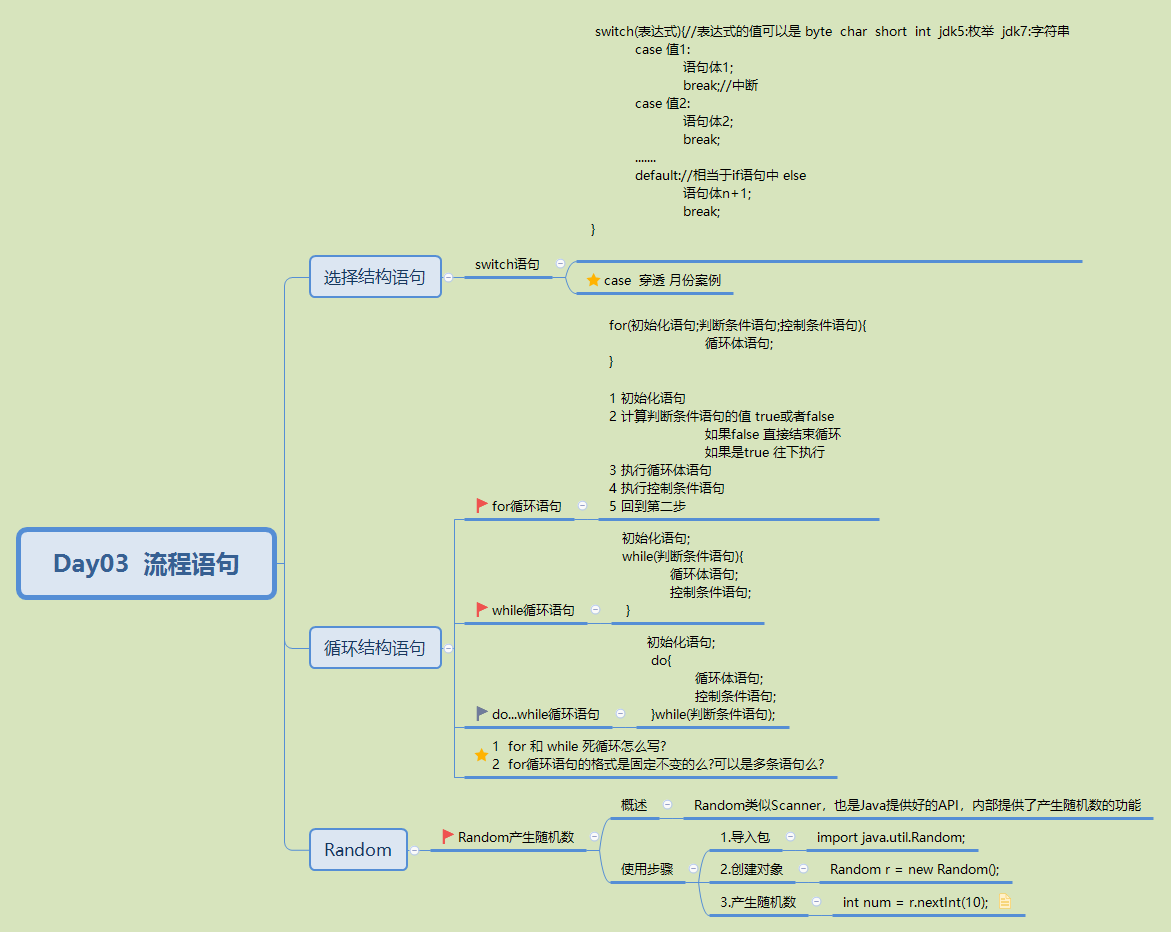 Day03 流程语句
选择结构语句
switch语句
switch(表达式){//表达式的值可以是 byte char short int jdk5:枚举 jdk7:字符串
case 值1:
语句体1;
break;//中断
case 值2:
语句体2;
break;
.......
default://相当于if语句中 else
语句体n+1;
break;
}
case 穿透 月份案例
循环结构语句
for循环语句
for(初始化语句;判断条件语句;控制条件语句){
循环体语句;
}
1 初始化语句
2 计算判断条件语句的值 true或者false
如果false 直接结束循环
如果是true 往下执行
3 执行循环体语句
4 执行控制条件语句
5 回到第二步
while循环语句
初始化语句;
while(判断条件语句){
循环体语句;
控制条件语句;
}
do...while循环语句
初始化语句;
do{
循环体语句;
控制条件语句;
}while(判断条件语句);
1 for 和 while 死循环怎么写?
2 for循环语句的格式是固定不变的么?可以是多条语句么?
Random
Random产生随机数
概述
Random类似Scanner，也是Java提供好的API，内部提供了产生随机数的功能
使用步骤
1.导入包
import java.util.Random;
2.创建对象
Random r = new Random();
3.产生随机数
int num = r.nextInt(10);